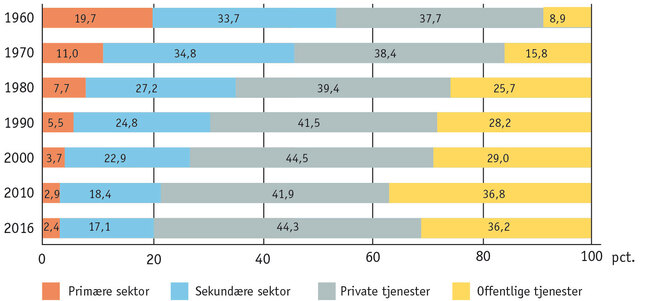 1960 19,7 33,7 37,7 8,9
1970 11,0 34,8 38,4 15,8
1980 7,7 27,2 39,4 25,7
1990 5,5 24,8 41,5 28,2
2000 3,7 22,9 44,5 29,0
2010 2,9 18,4 41,9 36,8
2016 2,4 17,1 44,3 36,2
0 20 40 60 80 100 pct.
Primære sektor Sekundære sektor Private tjenester Offentlige tjenester